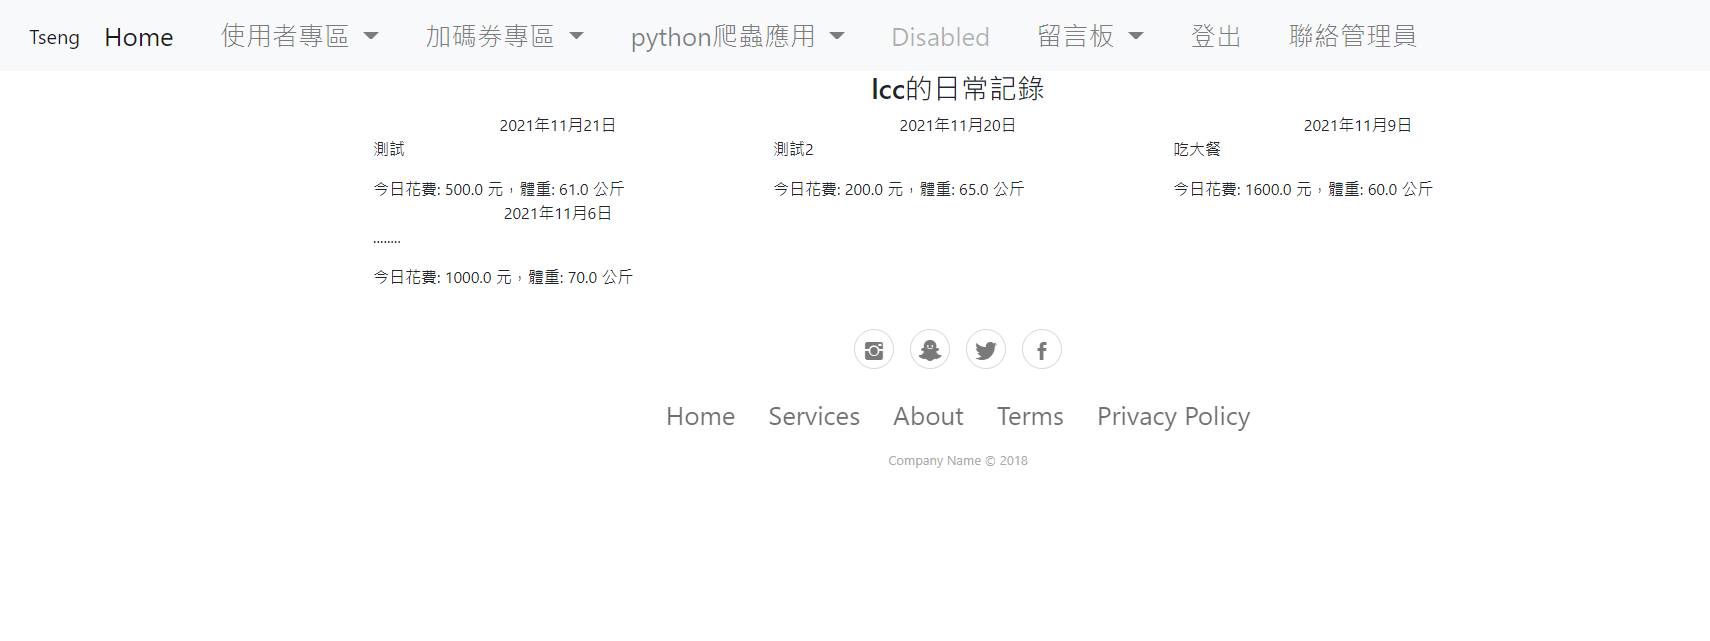 Tseng Home 使用者專區 加碼券專區 python爬蟲應用 Disabled 留言板 登出 聯絡管理員
lcc的日常記錄
2021年11月21日
測試
今日花費: 500.0 元，體重: 61.0 公斤
2021年11月20日
測試2
今日花費: 200.0 元，體重: 65.0 公斤
2021年11月9日
吃大餐
今日花費: 1600.0 元，體重: 60.0 公斤
2021年11月6日
........
今日花費: 1000.0 元，體重: 70.0 公斤
Home Services About Terms Privacy Policy
Company Name © 2018